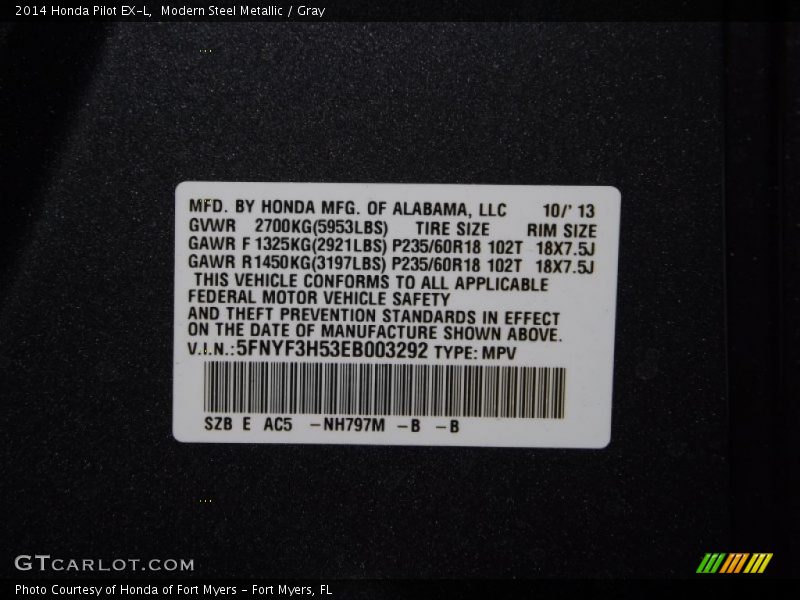 2014 Honda Pilot EX-L, Modern Steel Metallic / Gray
MFD. BY HONDA MFG. OF ALABAMA, LLC 10/' 13
GVWR 2700KG(5953LBS) TIRE SIZE RIM SIZE
GAWR F 1325KG(2921LBS) P235/60R18 102T 18X7.5J
GAWR R1450KG(3197LBS) P235/60R18 102T 18X7.5J
THIS VEHICLE CONFORMS TO ALL APPLICABLE
FEDERAL MOTOR VEHICLE SAFETY
AND THEFT PREVENTION STANDARDS IN EFFECT
ON THE DATE OF MANUFACTURE SHOWN ABOVE.
V.I.N.:5FNYF3H53EB003292 TYPE: MPV
SZB E AC5 -NH797M -B -B
GTCARLOT.COM
Photo Courtesy of Honda of Fort Myers - Fort Myers, FL